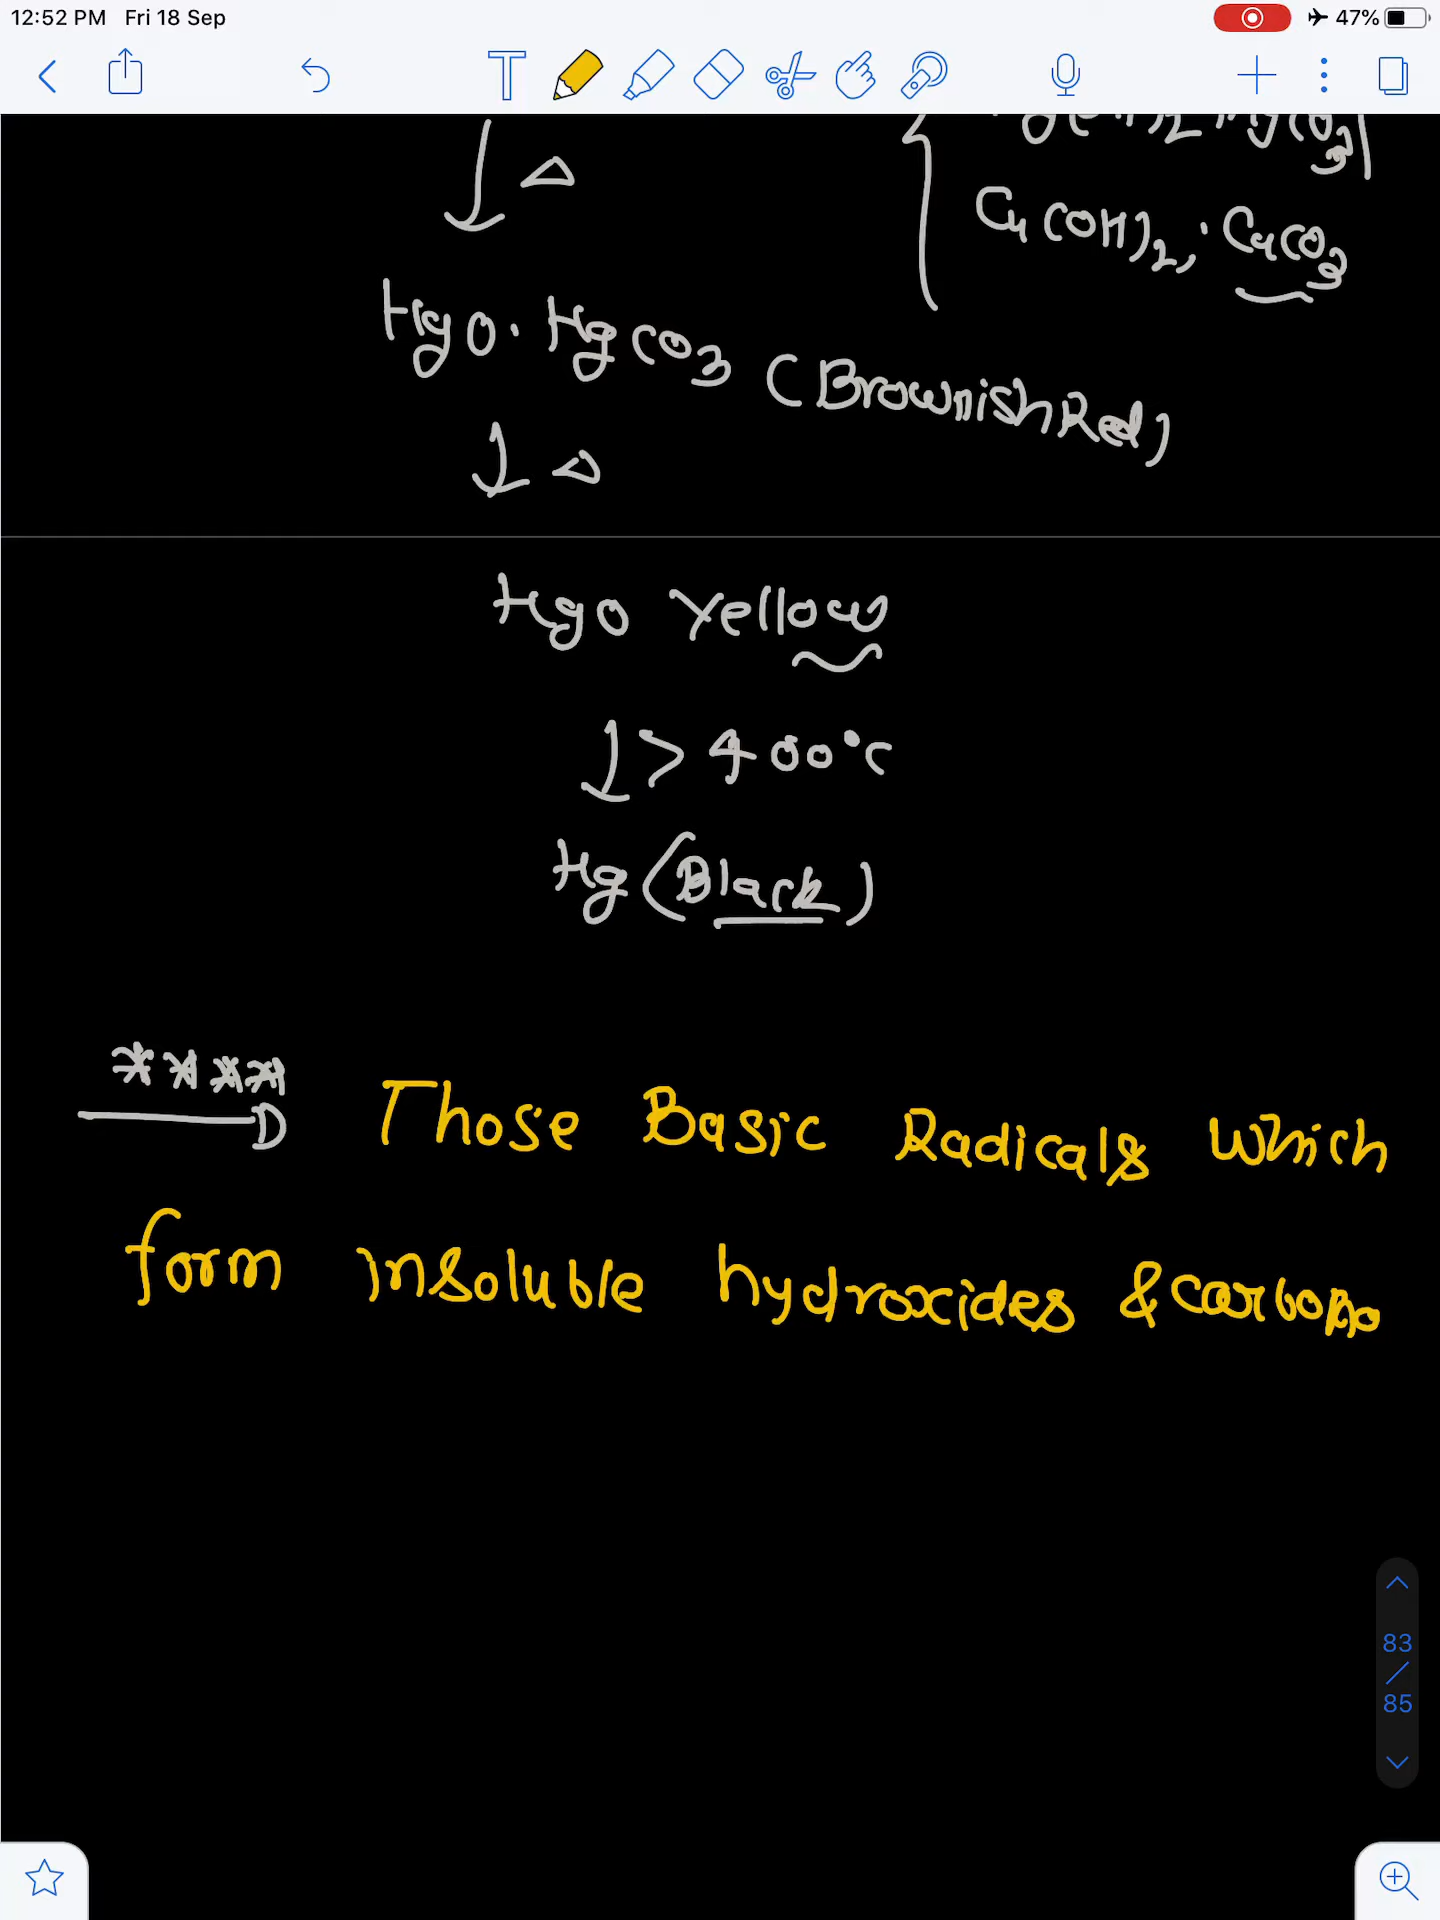 12:52 PM Fri 18 Sep 47%
Δ
Cu(OH)2, · CuCO3
HgO · HgCO3 (Brownish Red)
Δ
HgO Yellow
> 400°C
Hg (Black)
****
Those Basic Radicals which
form insoluble hydroxides & carbona
83
/
85